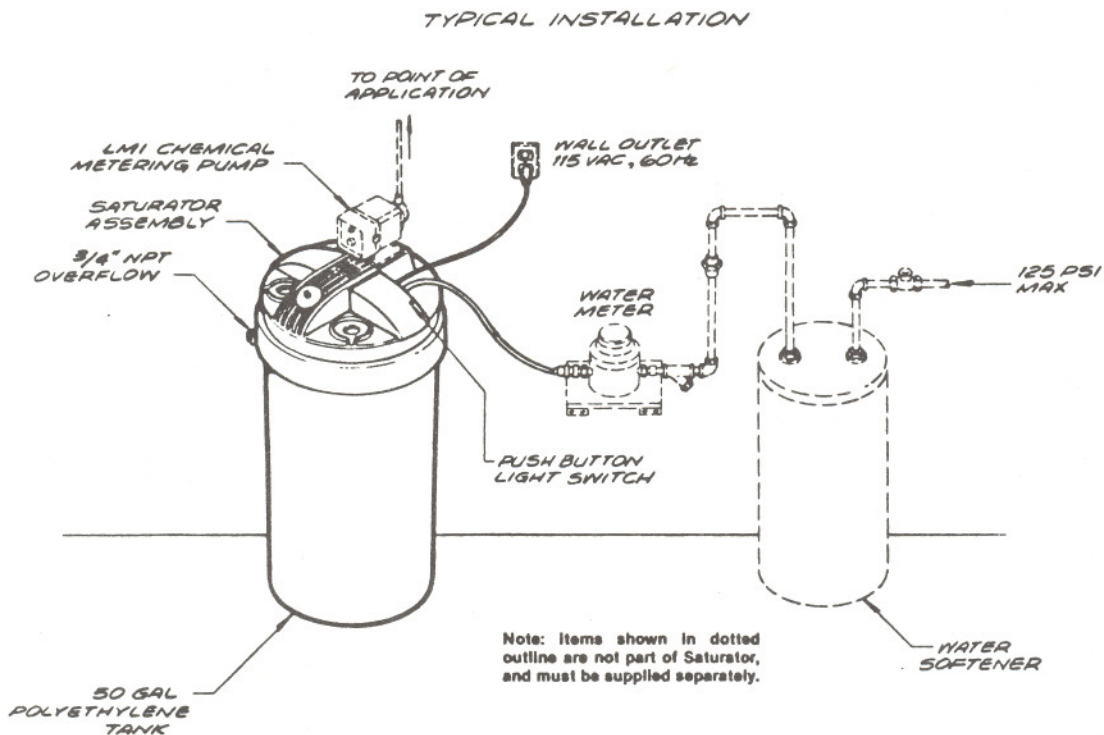 TYPICAL INSTALLATION
TO POINT OF
APPLICATION
LMI CHEMICAL
METERING PUMP
WALL OUTLET
115 VAC, 60Hz
SATURATOR
ASSEMBLY
3/4" NPT
OVERFLOW
WATER
METER
125 PSI
MAX
PUSH BUTTON
LIGHT SWITCH
Note: Items shown in dotted
outline are not part of Saturator,
and must be supplied separately.
WATER
SOFTENER
50 GAL
POLYETHYLENE
TANK